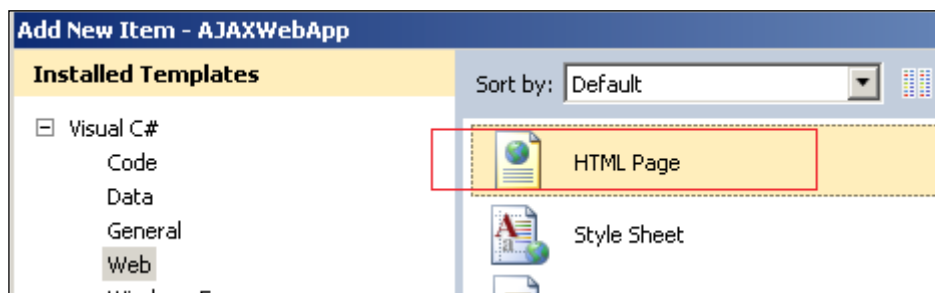 Add New Item - AJAXWebApp
Installed Templates
Sort by: Default
Visual C#
Code
Data
General
Web
HTML Page
Style Sheet